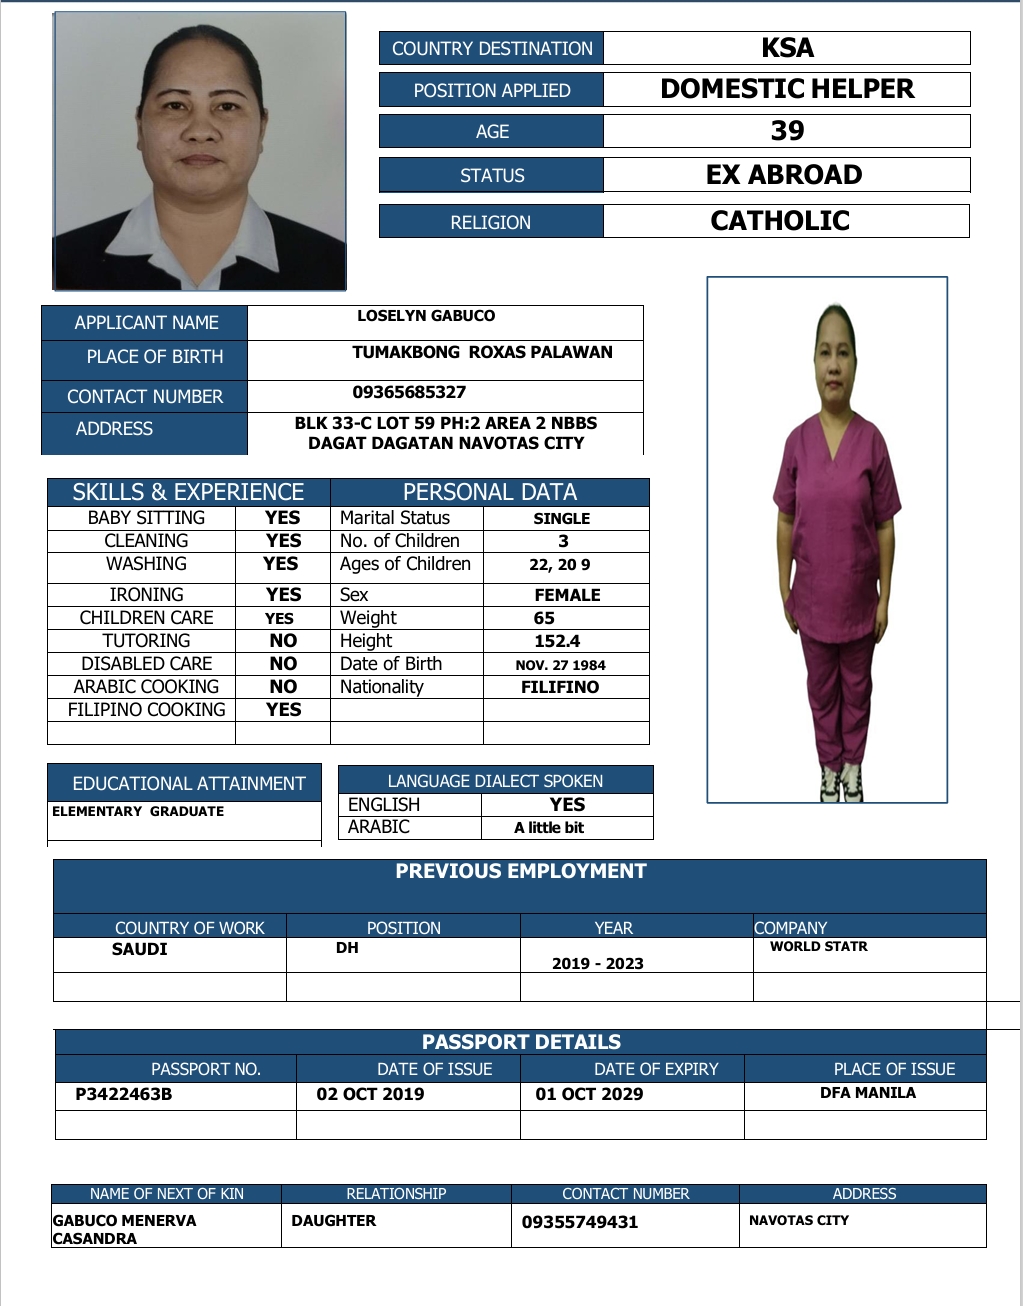 COUNTRY DESTINATION KSA
POSITION APPLIED DOMESTIC HELPER
AGE 39
STATUS EX ABROAD
RELIGION CATHOLIC
APPLICANT NAME LOSELYN GABUCO
PLACE OF BIRTH TUMAKBONG ROXAS PALAWAN
CONTACT NUMBER 09365685327
ADDRESS BLK 33-C LOT 59 PH:2 AREA 2 NBBS
DAGAT DAGATAN NAVOTAS CITY
SKILLS & EXPERIENCE PERSONAL DATA
BABY SITTING YES Marital Status SINGLE
CLEANING YES No. of Children 3
WASHING YES Ages of Children 22, 20 9
IRONING YES Sex FEMALE
CHILDREN CARE YES Weight 65
TUTORING NO Height 152.4
DISABLED CARE NO Date of Birth NOV. 27 1984
ARABIC COOKING NO Nationality FILIFINO
FILIPINO COOKING YES
EDUCATIONAL ATTAINMENT
ELEMENTARY GRADUATE
LANGUAGE DIALECT SPOKEN
ENGLISH YES
ARABIC A little bit
PREVIOUS EMPLOYMENT
COUNTRY OF WORK POSITION YEAR COMPANY
SAUDI DH 2019 - 2023 WORLD STATR
PASSPORT DETAILS
PASSPORT NO. DATE OF ISSUE DATE OF EXPIRY PLACE OF ISSUE
P3422463B 02 OCT 2019 01 OCT 2029 DFA MANILA
NAME OF NEXT OF KIN RELATIONSHIP CONTACT NUMBER ADDRESS
GABUCO MENERVA DAUGHTER 09355749431 NAVOTAS CITY
CASANDRA